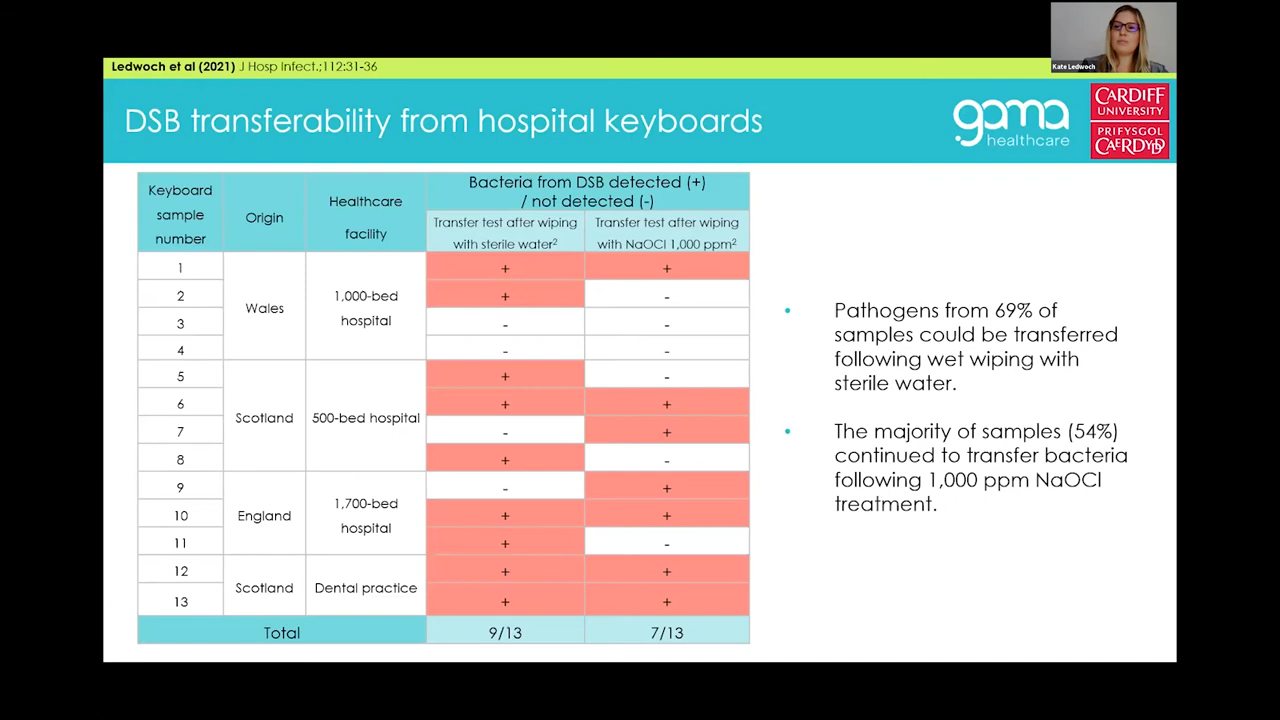 Kate Ledwoch
Ledwoch et al (2021) J Hosp Infect.;112:31-36
DSB transferability from hospital keyboards
gama
healthcare
CARDIFF
UNIVERSITY
PRIFYSGOL
CAERDYDD
Keyboard
sample
number
Origin
Healthcare
facility
Bacteria from DSB detected (+)
/ not detected (-)
Transfer test after wiping
with sterile water²
Transfer test after wiping
with NaOCl 1,000 ppm²
1 + +
2 + -
Wales
1,000-bed
hospital
3 - -
4 - -
5 + -
6 + +
Scotland
500-bed hospital
7 - +
8 + -
9 - +
England
1,700-bed
hospital
10 + +
11 + -
12 + +
Scotland
Dental practice
13 + +
Total 9/13 7/13
• Pathogens from 69% of
samples could be transferred
following wet wiping with
sterile water.
• The majority of samples (54%)
continued to transfer bacteria
following 1,000 ppm NaOCl
treatment.